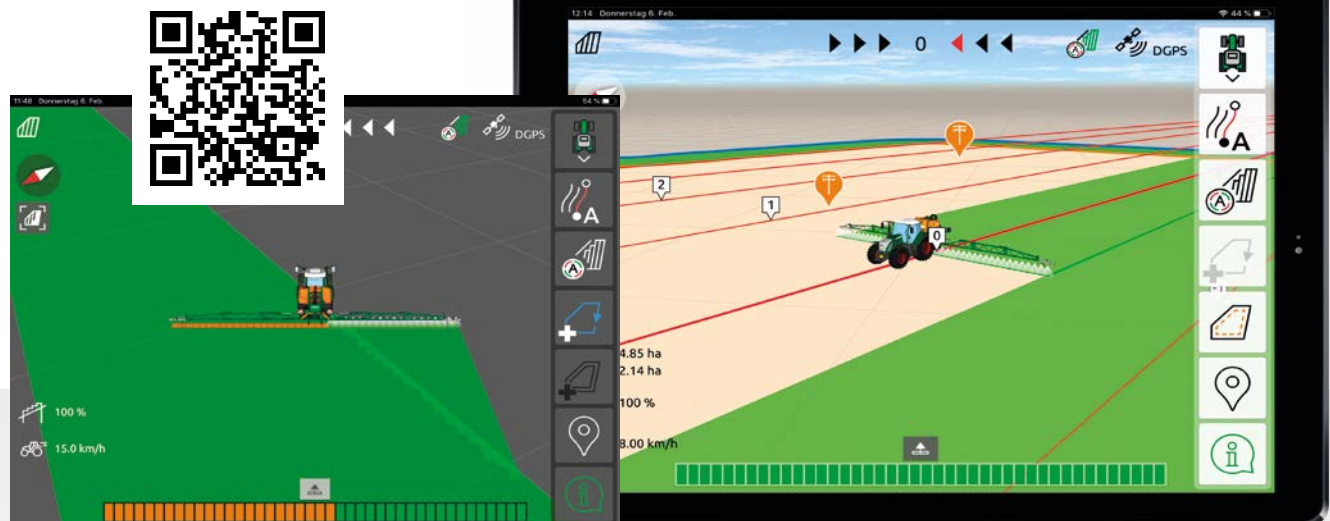 12:14 Donnerstag 6. Feb.
44 %
0
DGPS
A
A
2
1
0
4.85 ha
2.14 ha
100 %
8.00 km/h
11:48 Donnerstag 6. Feb.
64 %
DGPS
A
A
100 %
15.0 km/h